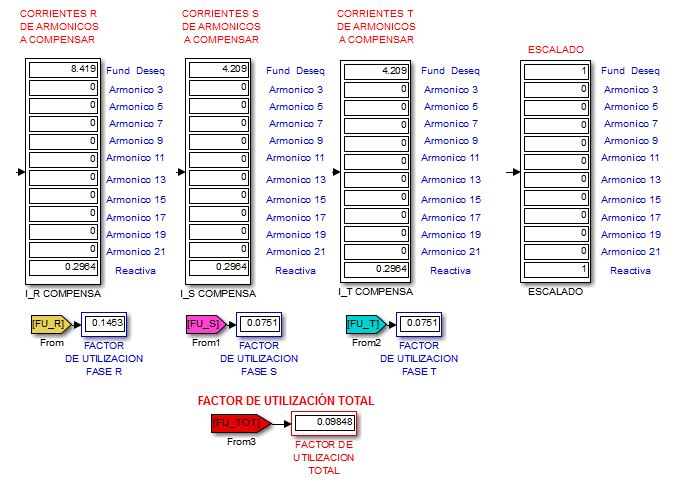 CORRIENTES R
DE ARMONICOS
A COMPENSAR
8.419
0
0
0
0
0
0
0
0
0
0
0.2964
Fund Deseq
Armonico 3
Armonico 5
Armonico 7
Armonico 9
Armonico 11
Armonico 13
Armonico 15
Armonico 17
Armonico 19
Armonico 21
Reactiva
I_R COMPENSA
CORRIENTES S
DE ARMONICOS
A COMPENSAR
4.209
0
0
0
0
0
0
0
0
0
0
0.2964
Fund Deseq
Armonico 3
Armonico 5
Armonico 7
Armonico 9
Armonico 11
Armonico 13
Armonico 15
Armonico 17
Armonico 19
Armonico 21
Reactiva
I_S COMPENSA
CORRIENTES T
DE ARMONICOS
A COMPENSAR
4.209
0
0
0
0
0
0
0
0
0
0
0.2964
Fund Deseq
Armonico 3
Armonico 5
Armonico 7
Armonico 9
Armonico 11
Armonico 13
Armonico 15
Armonico 17
Armonico 19
Armonico 21
Reactiva
I_T COMPENSA
ESCALADO
1
1
Fund Deseq
Armonico 3
Armonico 5
Armonico 7
Armonico 9
Armonico 11
Armonico 13
Armonico 15
Armonico 17
Armonico 19
Armonico 21
Reactiva
ESCALADO
[FU_R]
From
0.1453
FACTOR
DE UTILIZACION
FASE R
[FU_S]
From1
0.0751
FACTOR
DE UTILIZACION
FASE S
[FU_T]
From2
0.0751
FACTOR
DE UTILIZACION
FASE T
FACTOR DE UTILIZACIÓN TOTAL
[FU_TOT]
From3
0.09848
FACTOR DE
UTILIZACION
TOTAL